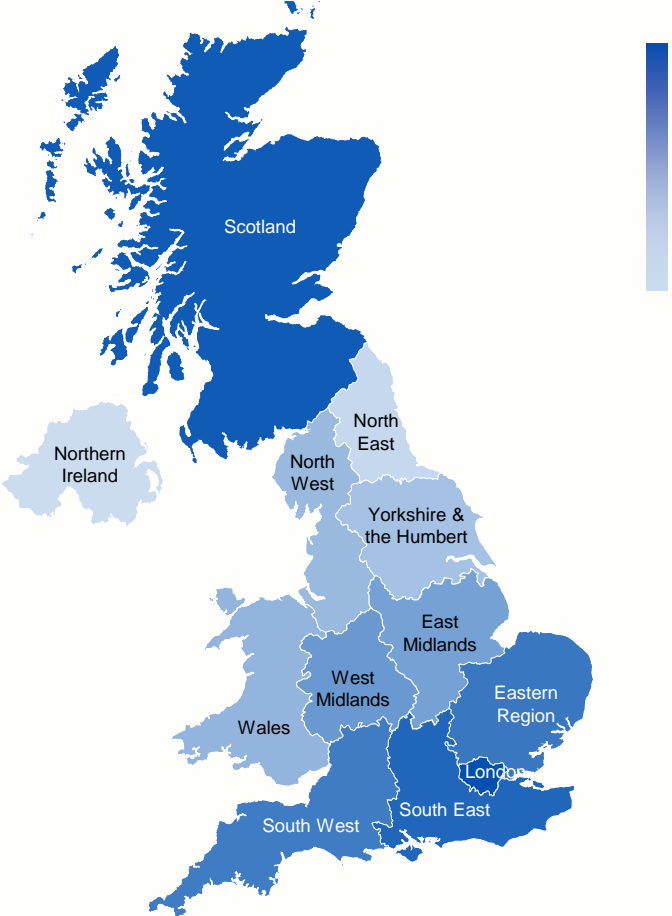 Scotland
North
East
Northern
Ireland
North
West
Yorkshire &
the Humbert
East
Midlands
West
Midlands
Eastern
Region
Wales
London
South East
South West